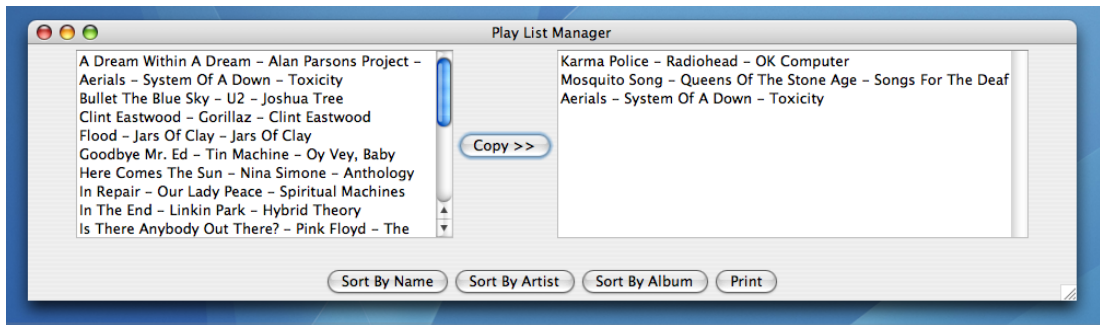 Play List Manager
A Dream Within A Dream – Alan Parsons Project –
Aerials – System Of A Down – Toxicity
Bullet The Blue Sky – U2 – Joshua Tree
Clint Eastwood – Gorillaz – Clint Eastwood
Flood – Jars Of Clay – Jars Of Clay
Goodbye Mr. Ed – Tin Machine – Oy Vey, Baby
Here Comes The Sun – Nina Simone – Anthology
In Repair – Our Lady Peace – Spiritual Machines
In The End – Linkin Park – Hybrid Theory
Is There Anybody Out There? – Pink Floyd – The
Copy >>
Karma Police – Radiohead – OK Computer
Mosquito Song – Queens Of The Stone Age – Songs For The Deaf
Aerials – System Of A Down – Toxicity
Sort By Name Sort By Artist Sort By Album Print